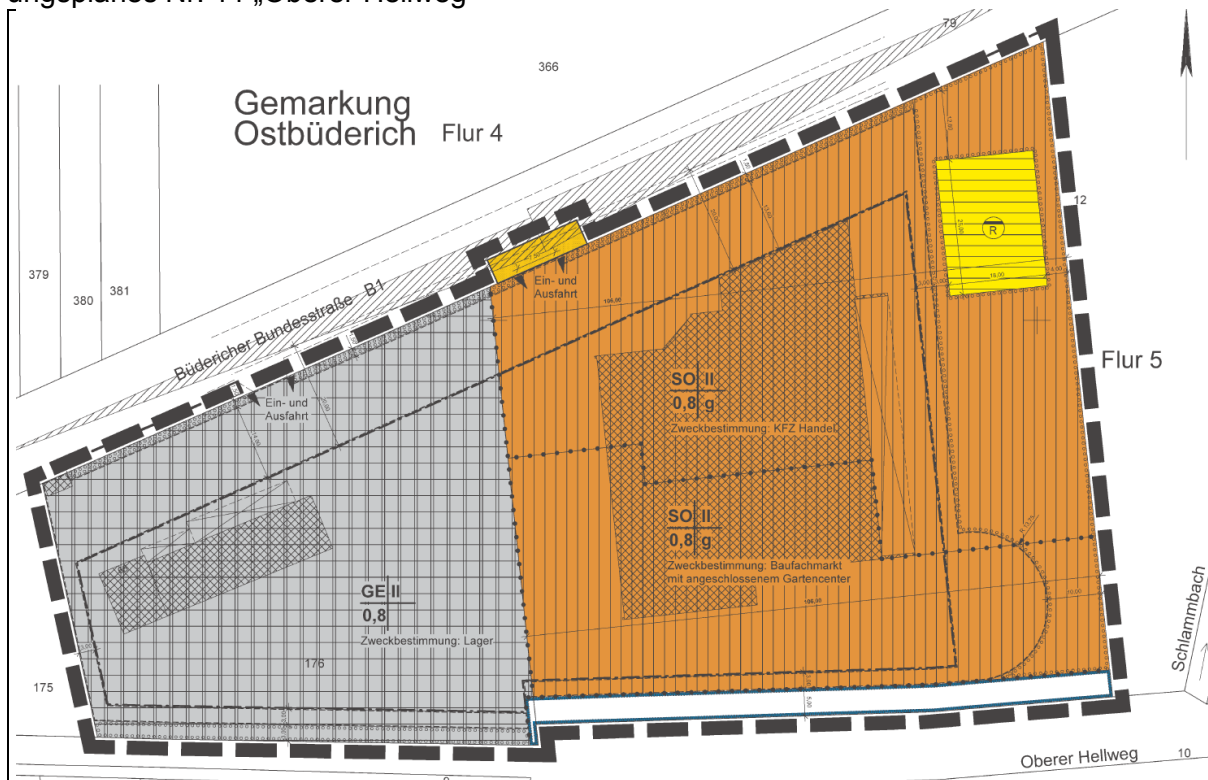 79
366
Gemarkung
Ostbüderich Flur 4
12
379
380
381
Büdericher Bundesstraße B1
Ein- und
Ausfahrt
Ein- und
Ausfahrt
R
Flur 5
SO II
0,8 g
Zweckbestimmung: KFZ Handel
SO II
0,8 g
Zweckbestimmung: Baufachmarkt
mit angeschlossenem Gartencenter
GE II
0,8
Zweckbestimmung: Lager
176
175
Schlammbach
Oberer Hellweg
10